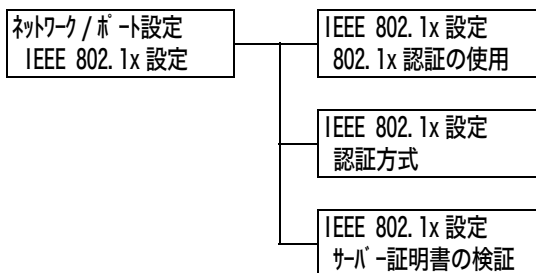 ﾈｯﾄﾜｰｸ / ﾎﾟｰﾄ設定
IEEE 802.1x 設定
IEEE 802.1x 設定
802.1x 認証の使用
IEEE 802.1x 設定
認証方式
IEEE 802.1x 設定
ｻｰﾊﾞｰ証明書の検証